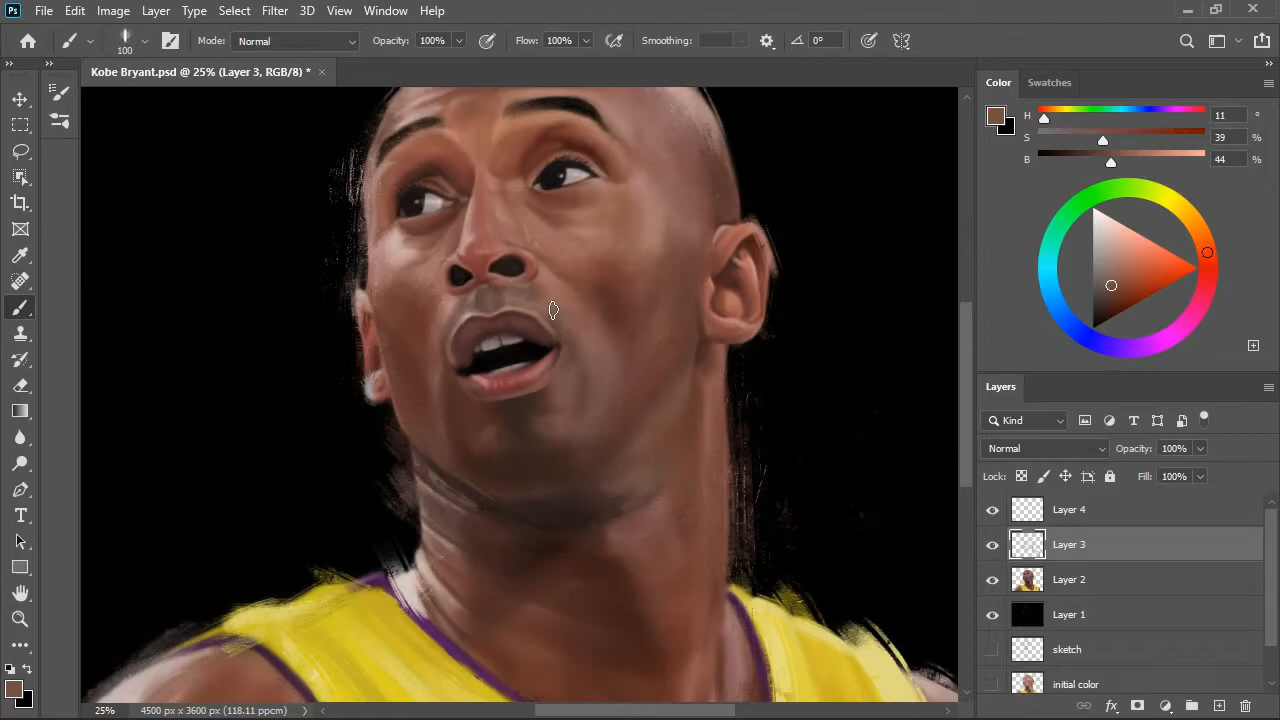 Ps File Edit Image Layer Type Select Filter 3D View Window Help
100 Mode: Normal Opacity: 100% Flow: 100% Smoothing: 0°
Kobe Bryant.psd @ 25% (Layer 3, RGB/8) * ×
Color Swatches
H 11 °
S 39 %
B 44 %
Layers
Kind
Normal Opacity: 100%
Lock: Fill: 100%
Layer 4
Layer 3
Layer 2
Layer 1
sketch
initial color
25% 4500 px x 3600 px (118.11 ppcm)
fx